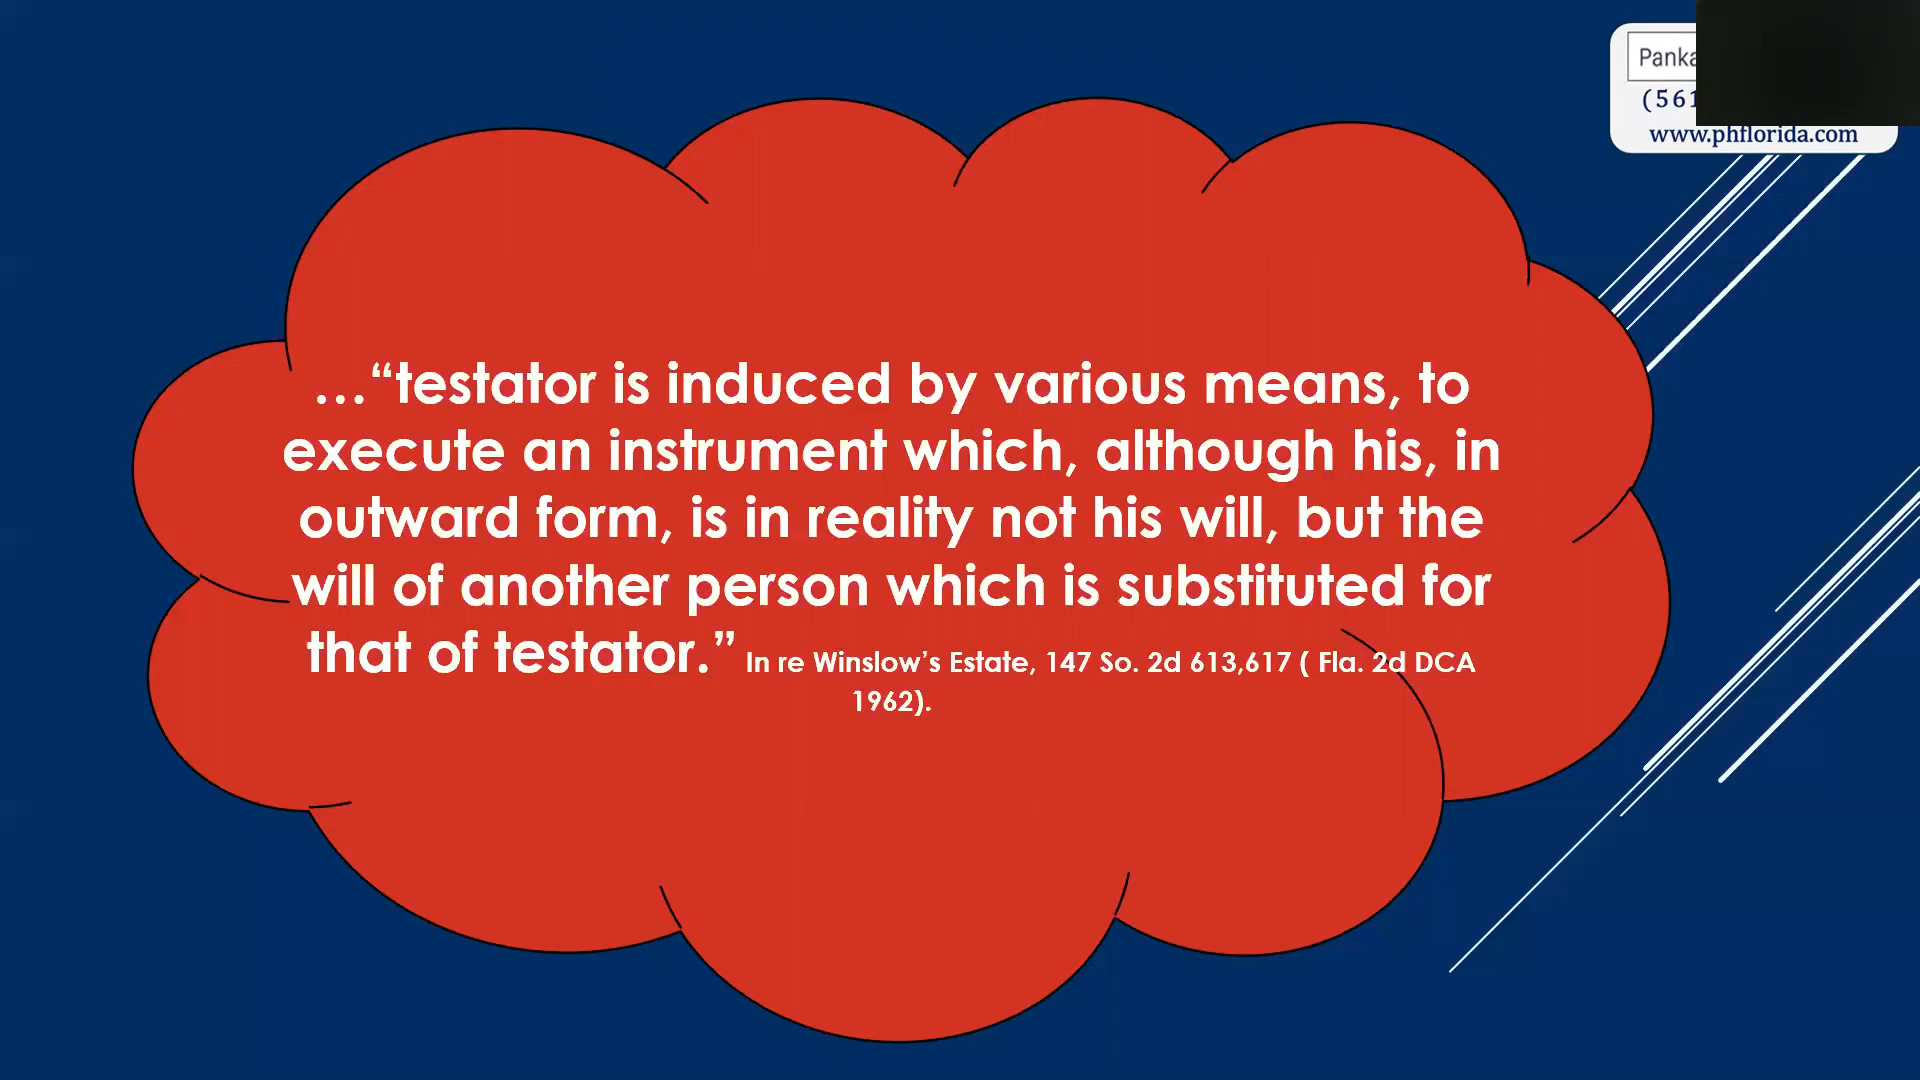 (561
www.phflorida.com
…“testator is induced by various means, to
execute an instrument which, although his, in
outward form, is in reality not his will, but the
will of another person which is substituted for
that of testator.” In re Winslow’s Estate, 147 So. 2d 613,617 ( Fla. 2d DCA
1962).